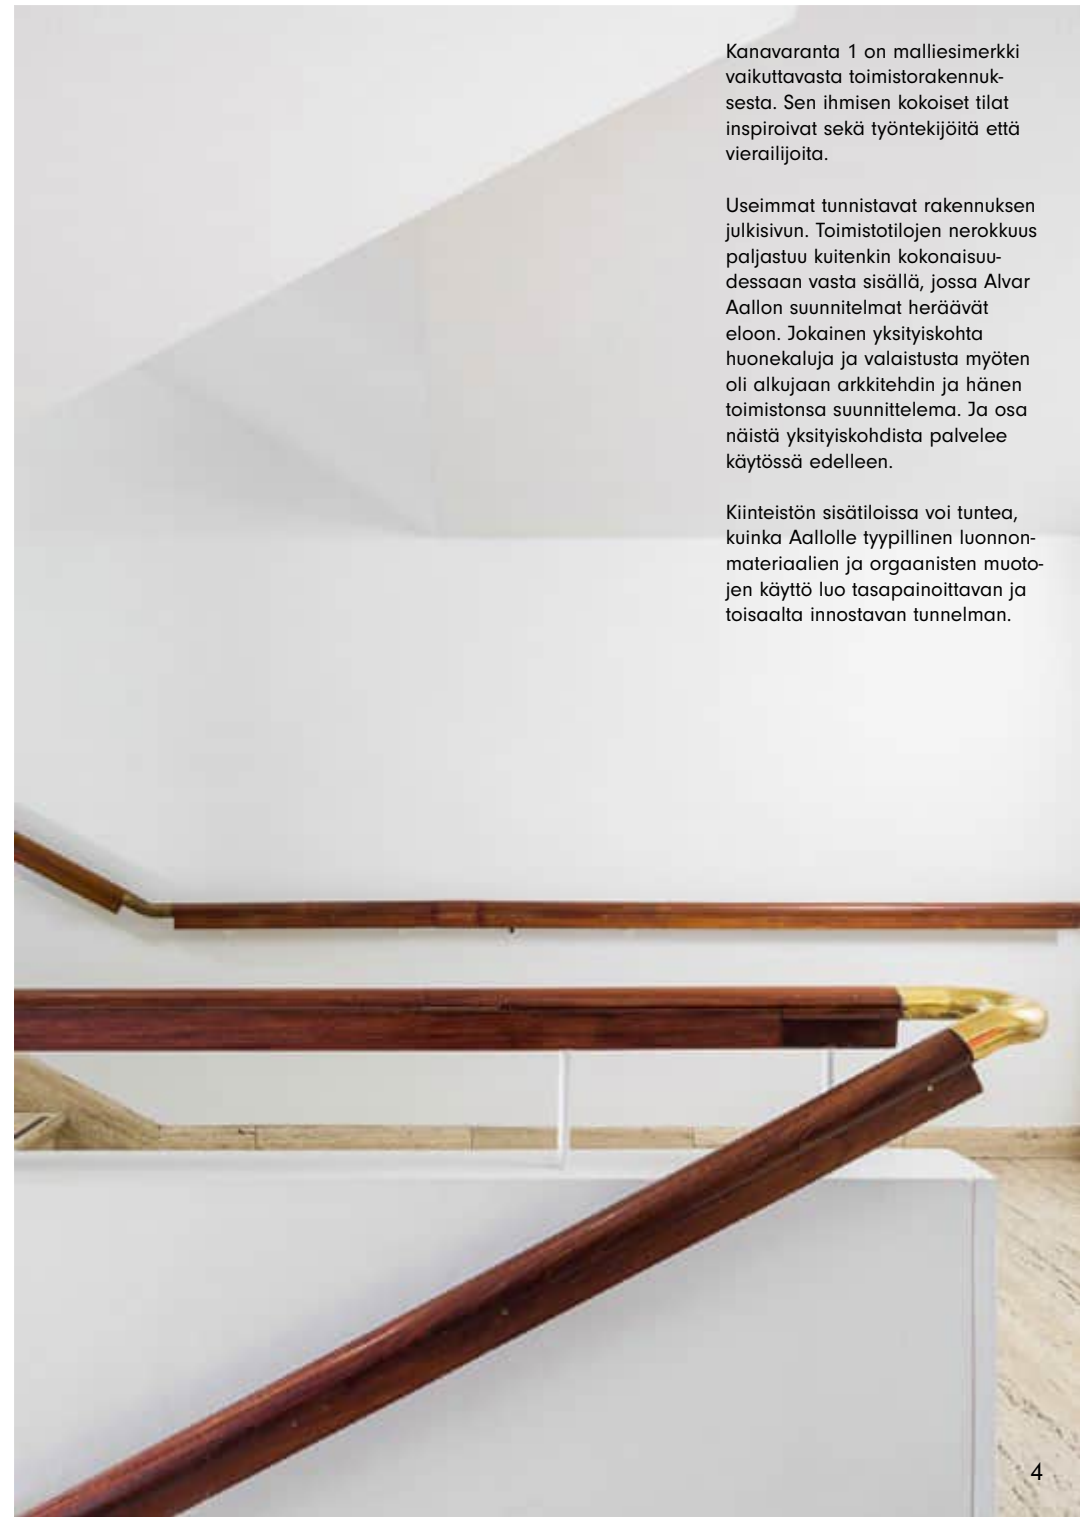 Kanavaranta 1 on malliesimerkki
vaikuttavasta toimistorakennuk-
sesta. Sen ihmisen kokoiset tilat
inspiroivat sekä työntekijöitä että
vierailijoita.
Useimmat tunnistavat rakennuksen
julkisivun. Toimistotilojen nerokkuus
paljastuu kuitenkin kokonaisuu-
dessaan vasta sisällä, jossa Alvar
Aallon suunnitelmat heräävät
eloon. Jokainen yksityiskohta
huonekaluja ja valaistusta myöten
oli alkujaan arkkitehdin ja hänen
toimistonsa suunnittelema. Ja osa
näistä yksityiskohdista palvelee
käytössä edelleen.
Kiinteistön sisätiloissa voi tuntea,
kuinka Aallolle tyypillinen luonnon-
materiaalien ja orgaanisten muoto-
jen käyttö luo tasapainoittavan ja
toisaalta innostavan tunnelman.
4